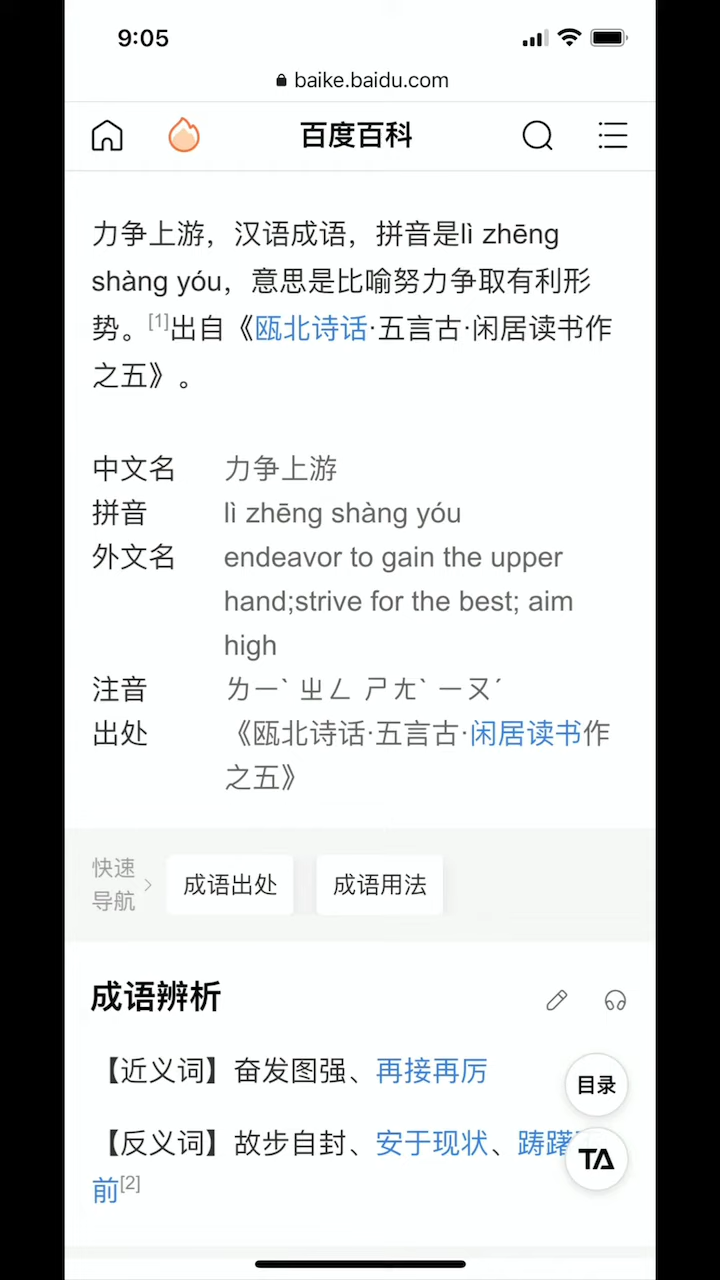 9:05
baike.baidu.com
百度百科
力争上游，汉语成语，拼音是lì zhēng
shàng yóu，意思是比喻努力争取有利形
势。[1]出自《瓯北诗话·五言古·闲居读书作
之五》。
中文名 力争上游
拼音 lì zhēng shàng yóu
外文名 endeavor to gain the upper
hand;strive for the best; aim
high
注音 ㄌㄧˋ ㄓㄥ ㄕㄤˋ ㄧㄡˊ
出处 《瓯北诗话·五言古·闲居读书作
之五》
快速
导航
成语出处 成语用法
成语辨析
【近义词】奋发图强、再接再厉
目录
【反义词】故步自封、安于现状、踌躇
前[2]
TA